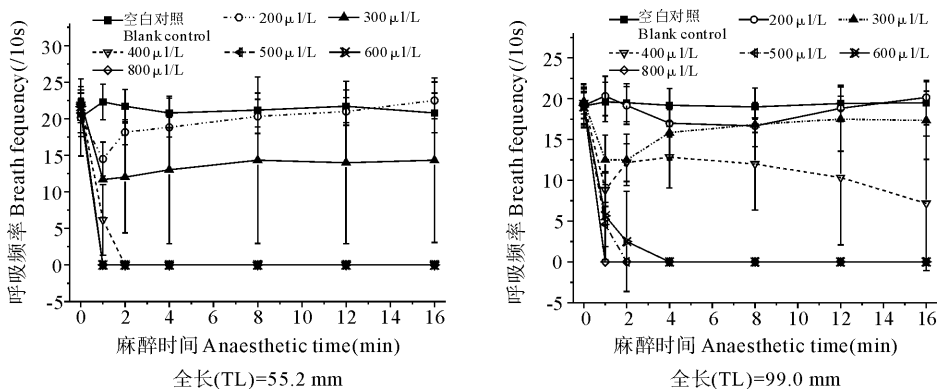 空白对照 200 μl/L 300 μl/L
Blank control
400 μl/L 500 μl/L 600 μl/L
800 μl/L
呼吸频率 Breath fequency(/10s)
30
25
20
15
10
5
0
-5
0 2 4 6 8 10 12 14 16
麻醉时间 Anaesthetic time(min)
全长(TL)=55.2 mm
空白对照 200 μl/L 300 μl/L
Blank control
400 μl/L 500 μl/L 600 μl/L
800 μl/L
呼吸频率 Breath fequency(/10s)
25
20
15
10
5
0
-5
0 2 4 6 8 10 12 14 16
麻醉时间 Anaesthetic time(min)
全长(TL)=99.0 mm